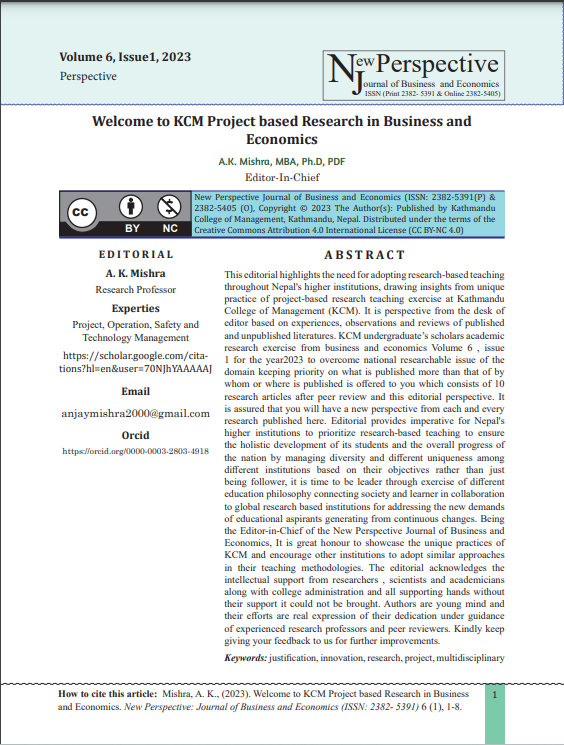 Volume 6, Issue1, 2023
Perspective
New Perspective
Journal of Business and Economics
ISSN (Print 2382- 5391 & Online 2382-5405)
Welcome to KCM Project based Research in Business and
Economics
A.K. Mishra, MBA, Ph.D, PDF
Editor-In-Chief
cc
BY NC
New Perspective Journal of Business and Economics (ISSN: 2382-5391(P) &
2382-5405 (O), Copyright © 2023 The Author(s): Published by Kathmandu
College of Management, Kathmandu, Nepal. Distributed under the terms of the
Creative Commons Attribution 4.0 International License (CC BY-NC 4.0)
EDITORIAL
A. K. Mishra
Research Professor
Experties
Project, Operation, Safety and
Technology Management
https://scholar.google.com/cita-
tions?hl=en&user=70NJhYAAAAAJ
Email
anjaymishra2000@gmail.com
Orcid
https://orcid.org/0000-0003-2803-4918
ABSTRACT
This editorial highlights the need for adopting research-based teaching
throughout Nepal's higher institutions, drawing insights from unique
practice of project-based research teaching exercise at Kathmandu
College of Management (KCM). It is perspective from the desk of
editor based on experiences, observations and reviews of published
and unpublished literatures. KCM undergraduate's scholars academic
research exercise from business and economics Volume 6 , issue
1 for the year2023 to overcome national researchable issue of the
domain keeping priority on what is published more than that of by
whom or where is published is offered to you which consists of 10
research articles after peer review and this editorial perspective. It
is assured that you will have a new perspective from each and every
research published here. Editorial provides imperative for Nepal's
higher institutions to prioritize research-based teaching to ensure
the holistic development of its students and the overall progress of
the nation by managing diversity and different uniqueness among
different institutions based on their objectives rather than just
being follower, it is time to be leader through exercise of different
education philosophy connecting society and learner in collaboration
to global research based institutions for addressing the new demands
of educational aspirants generating from continuous changes. Being
the Editor-in-Chief of the New Perspective Journal of Business and
Economics, It is great honour to showcase the unique practices of
KCM and encourage other institutions to adopt similar approaches
in their teaching methodologies. The editorial acknowledges the
intellectual support from researchers , scientists and academicians
along with college administration and all supporting hands without
their support it could not be brought. Authors are young mind and
their efforts are real expression of their dedication under guidance
of experienced research professors and peer reviewers. Kindly keep
giving your feedback to us for further improvements.
Keywords: justification, innovation, research, project, multidisciplinary
How to cite this article: Mishra, A. K., (2023). Welcome to KCM Project based Research in Business
and Economics. New Perspective: Journal of Business and Economics (ISSN: 2382- 5391) 6 (1), 1-8.
1